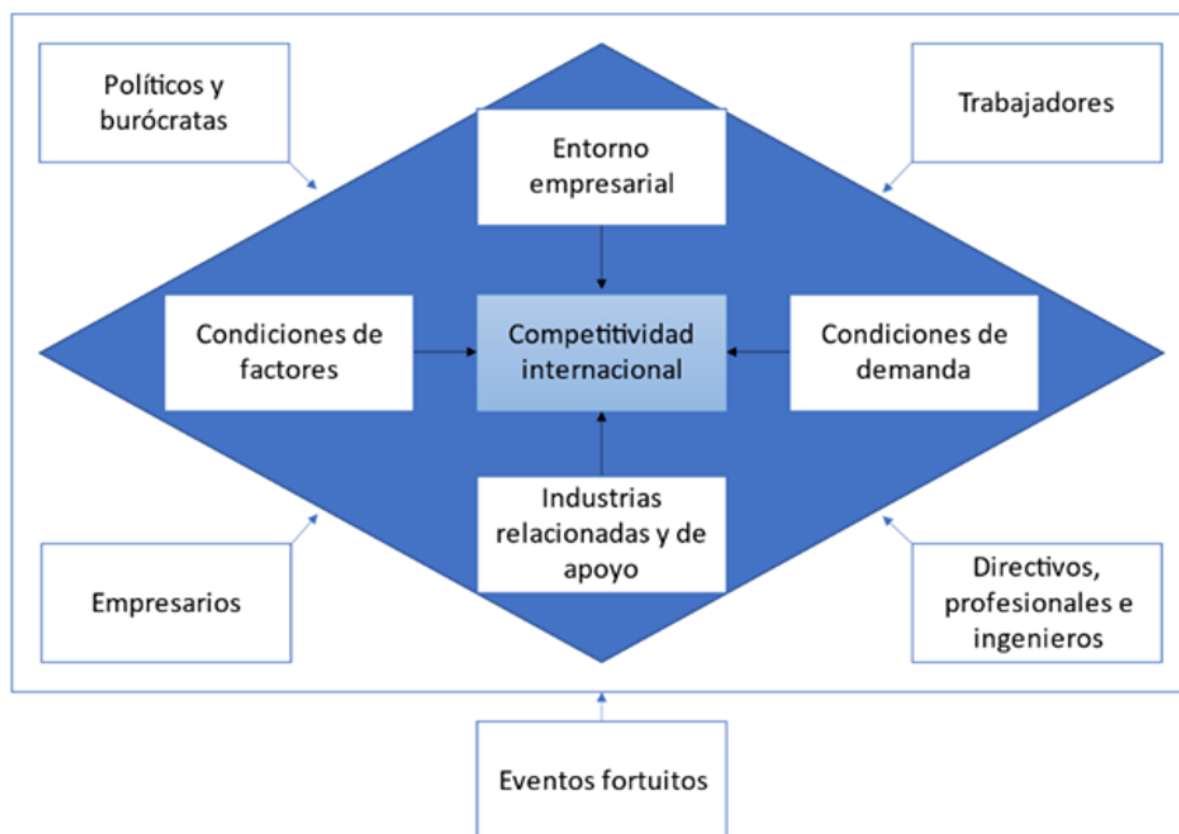 Políticos y
burócratas
Trabajadores
Entorno
empresarial
Condiciones de
factores
Competitividad
internacional
Condiciones de
demanda
Industrias
relacionadas y de
apoyo
Empresarios
Directivos,
profesionales e
ingenieros
Eventos fortuitos